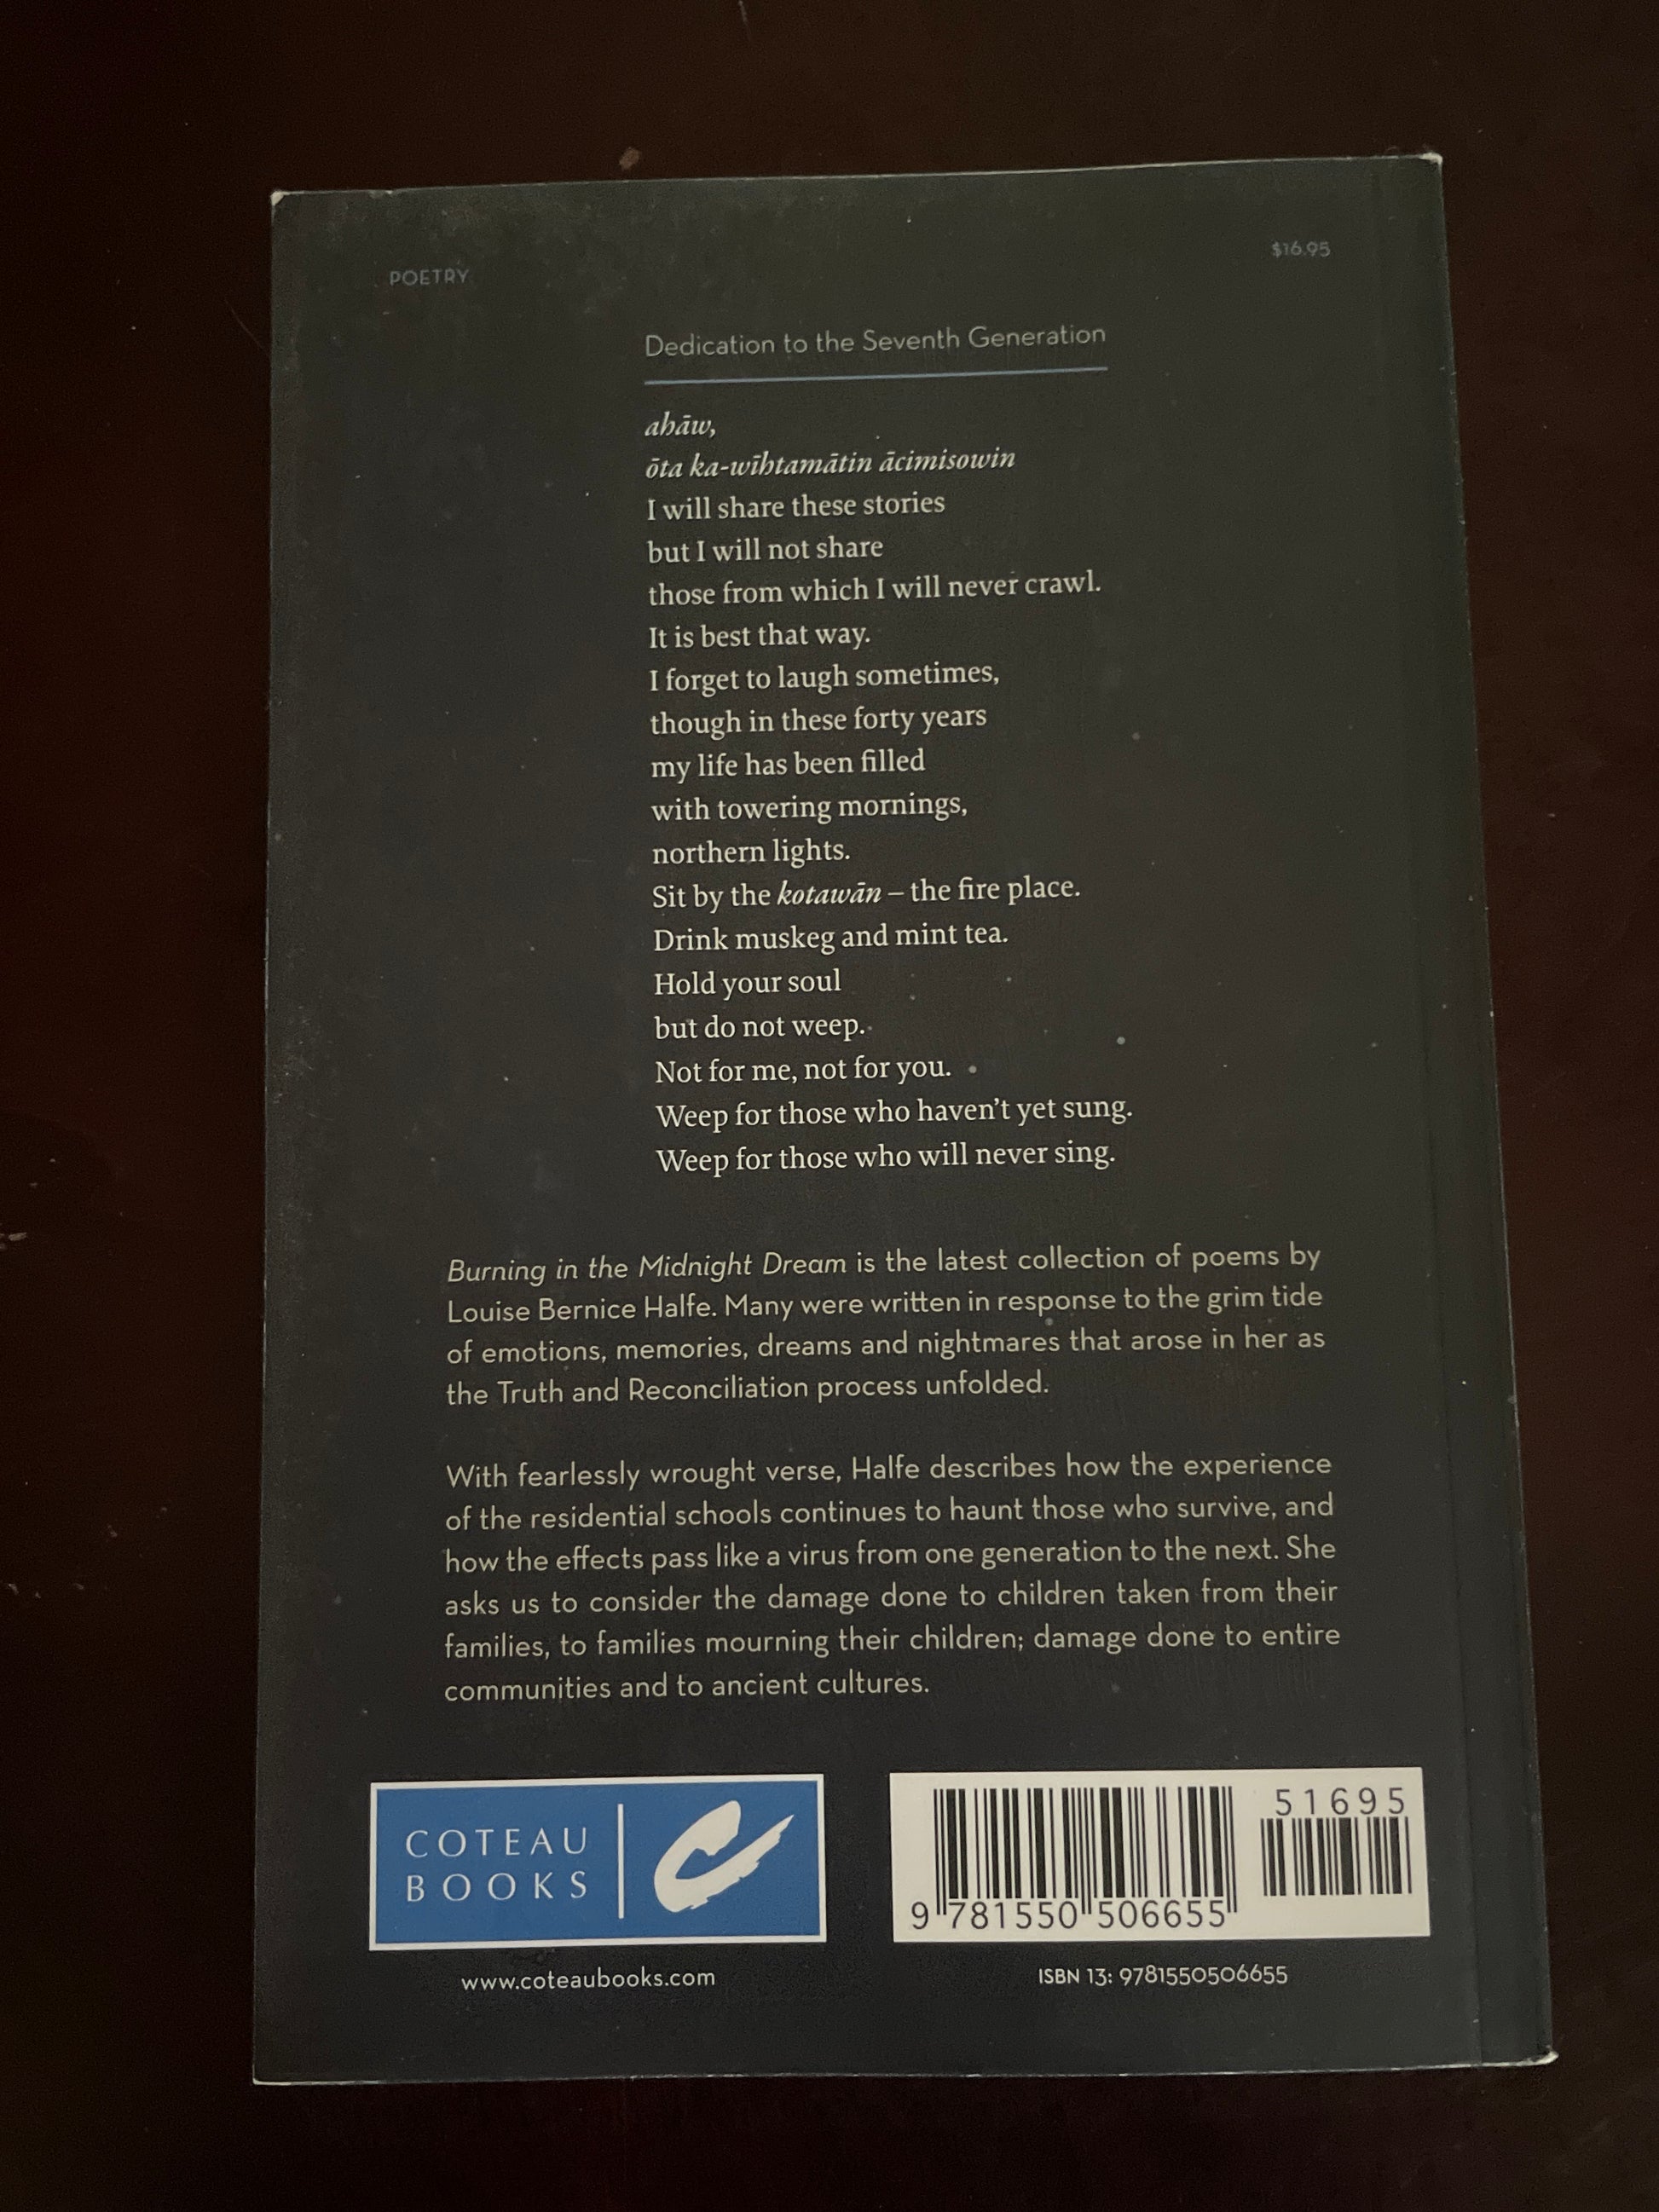 POETRY
$16.95
Dedication to the Seventh Generation
ahāw,
ōta ka-wīhtamātin ācimisowin
I will share these stories
but I will not share
those from which I will never crawl.
It is best that way.
I forget to laugh sometimes,
though in these forty years
my life has been filled
with towering mornings,
northern lights.
Sit by the kotawān – the fire place.
Drink muskeg and mint tea.
Hold your soul
but do not weep.
Not for me, not for you.
Weep for those who haven't yet sung.
Weep for those who will never sing.
Burning in the Midnight Dream is the latest collection of poems by
Louise Bernice Halfe. Many were written in response to the grim tide
of emotions, memories, dreams and nightmares that arose in her as
the Truth and Reconciliation process unfolded.
With fearlessly wrought verse, Halfe describes how the experience
of the residential schools continues to haunt those who survive, and
how the effects pass like a virus from one generation to the next. She
asks us to consider the damage done to children taken from their
families, to families mourning their children; damage done to entire
communities and to ancient cultures.
COTEAU
BOOKS
www.coteaubooks.com
51695
9 781550 506655
ISBN 13: 9781550506655